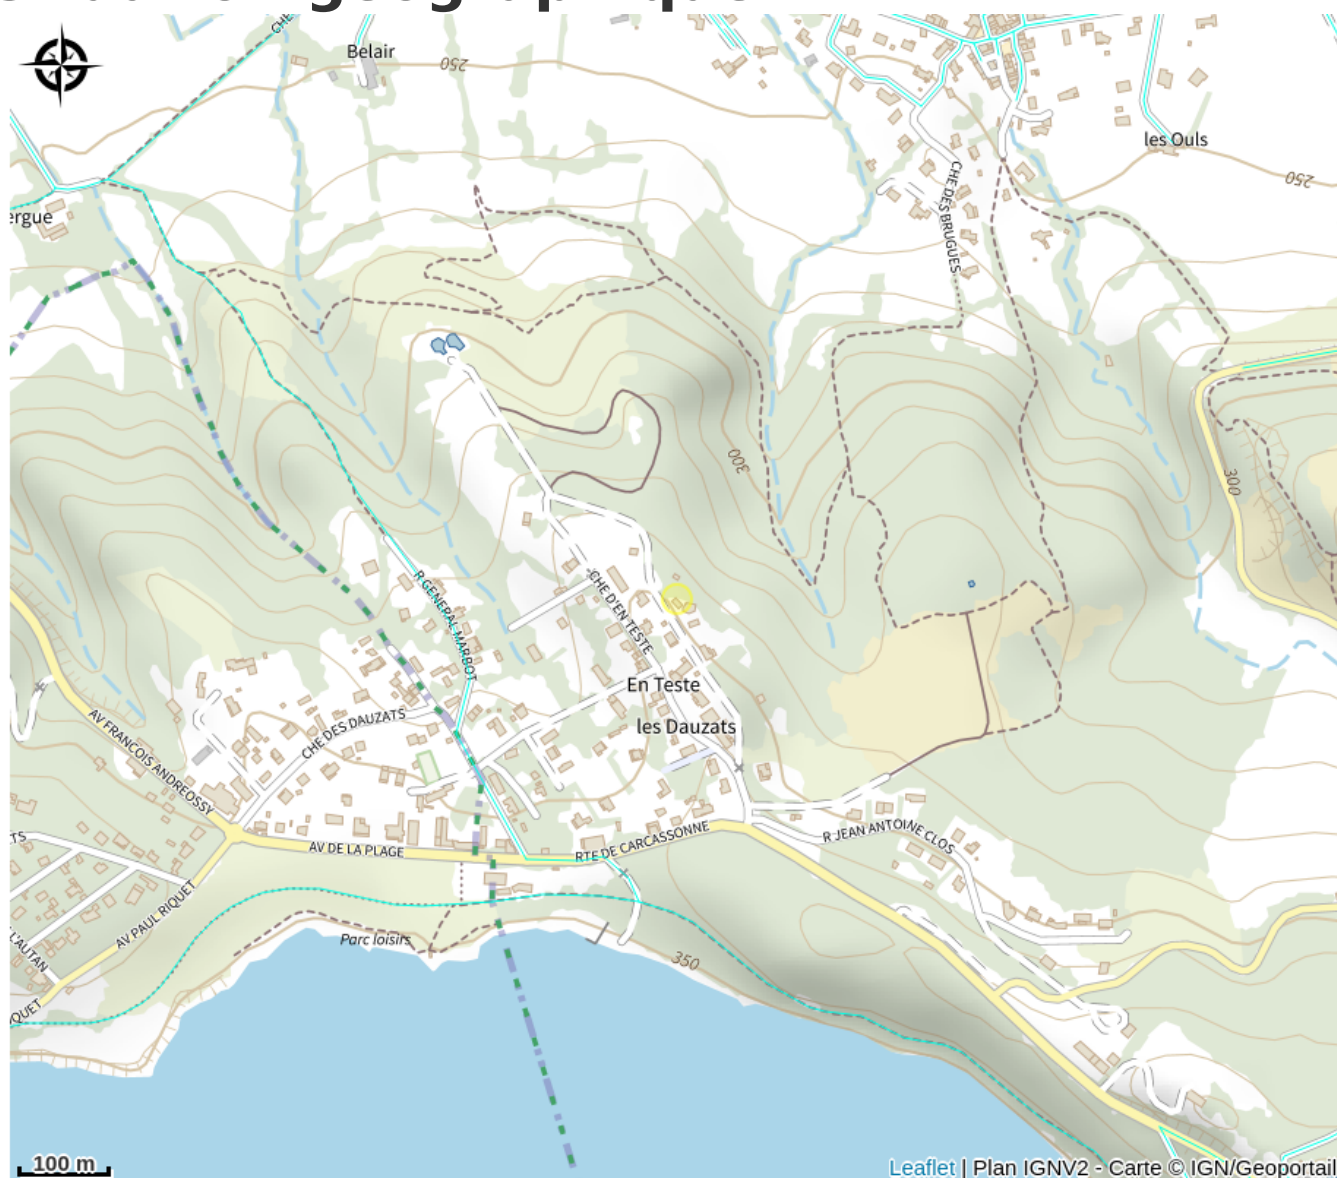 Belair
250
les Ouls
250
ergue
CHE DES BRUGUES
300
300
R GENERAL MARBOT
CHE D'EN TESTE
En Teste
les Dauzats
CHE DES DAUZATS
AV FRANCOIS ANDREOSSY
AV DE LA PLAGE
RTE DE CARCASSONNE
R JEAN ANTOINE CLOS
AV PAUL RIQUET
L'AUTAN
QUET
Parc loisirs
350
100 m
Leaflet | Plan IGNV2 - Carte © IGN/Geoportail